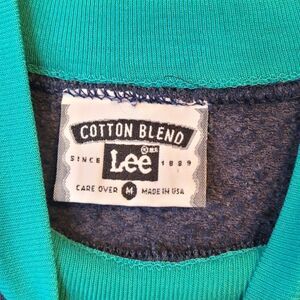 COTTON BLEND
SINCE Lee ® 1889
CARE OVER M MADE IN USA